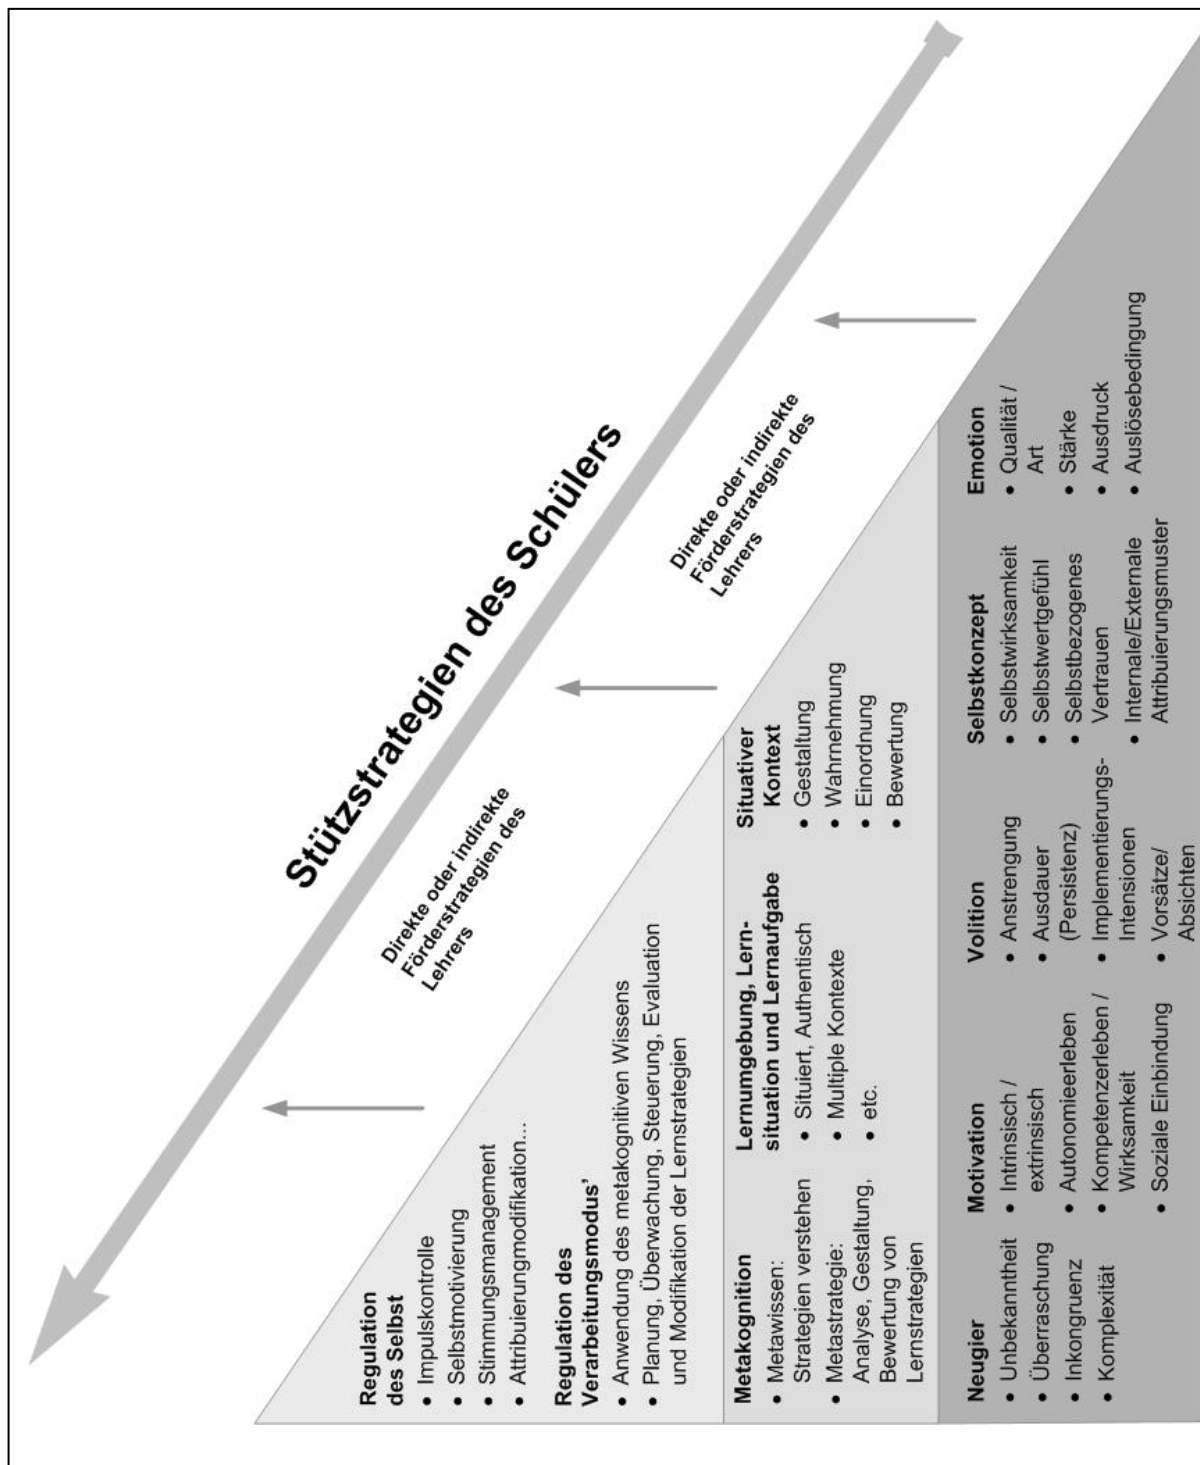 Stützstrategien des Schülers
Direkte oder indirekte
Förderstrategien des
Lehrers
Direkte oder indirekte
Förderstrategien des
Lehrers
Regulation
des Selbst
• Impulskontrolle
• Selbstmotivierung
• Stimmungsmanagement
• Attribuierungmodifikation...
Regulation des
Verarbeitungsmodus’
• Anwendung des metakognitiven Wissens
• Planung, Überwachung, Steuerung, Evaluation
und Modifikation der Lernstrategien
Metakognition
• Metawissen:
Strategien verstehen
• Metastrategie:
Analyse, Gestaltung,
Bewertung von
Lernstrategien
Lernumgebung, Lern-
situation und Lernaufgabe
• Situiert, Authentisch
• Multiple Kontexte
• etc.
Situativer
Kontext
• Gestaltung
• Wahrnehmung
• Einordnung
• Bewertung
Neugier
• Unbekanntheit
• Überraschung
• Inkongruenz
• Komplexität
Motivation
• Intrinsisch /
extrinsisch
• Autonomieerleben
• Kompetenzerleben /
Wirksamkeit
• Soziale Einbindung
Volition
• Anstrengung
• Ausdauer
(Persistenz)
• Implementierungs-
Intensionen
• Vorsätze/
Absichten
Selbstkonzept
• Selbstwirksamkeit
• Selbstwertgefühl
• Selbstbezogenes
Vertrauen
• Internale/Externale
Attribuierungsmuster
Emotion
• Qualität /
Art
• Stärke
• Ausdruck
• Auslösebedingung